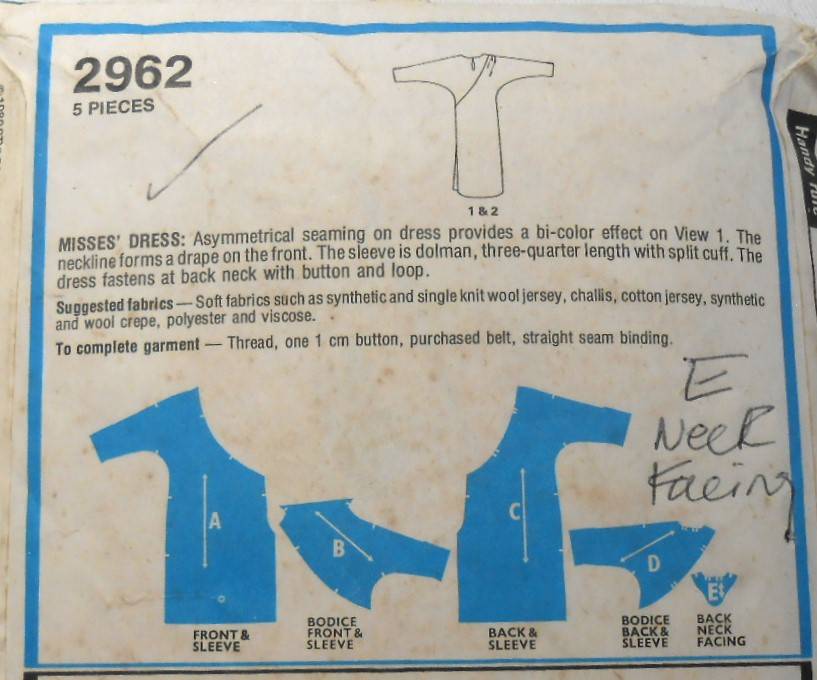 2962
5 PIECES
1 & 2
MISSES' DRESS: Asymmetrical seaming on dress provides a bi-color effect on View 1. The
neckline forms a drape on the front. The sleeve is dolman, three-quarter length with split cuff. The
dress fastens at back neck with button and loop.
Suggested fabrics — Soft fabrics such as synthetic and single knit wool jersey, challis, cotton jersey, synthetic
and wool crepe, polyester and viscose.
To complete garment — Thread, one 1 cm button, purchased belt, straight seam binding.
E
Neck
Facing
A
B
C
D
E
FRONT &
SLEEVE
BODICE
FRONT &
SLEEVE
BACK &
SLEEVE
BODICE
BACK &
SLEEVE
BACK
NECK
FACING
Handy